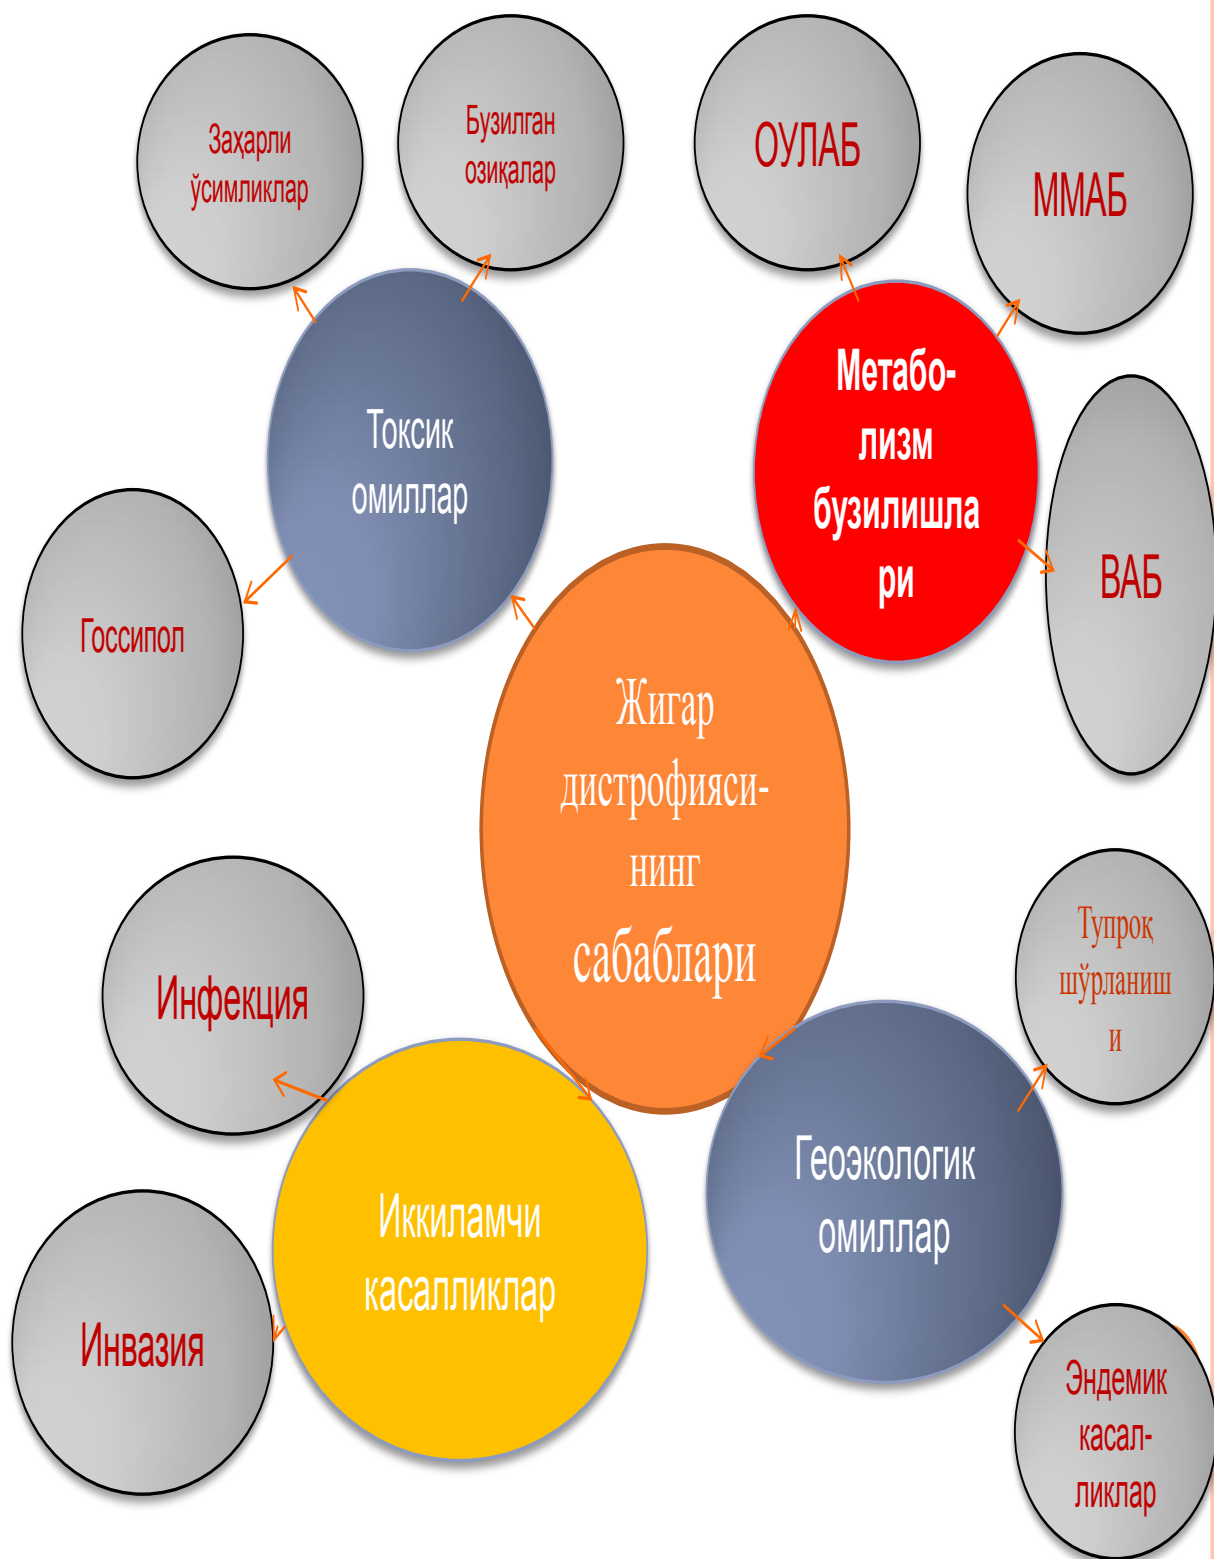 Заҳарли
ўсимликлар
Бузилган
озиқалар
ОУЛАБ
ММАБ
Токсик
омиллар
Метабо-
лизм
бузилишла
ри
ВАБ
Госсипол
Жигар
дистрофияси-
нинг
сабаблари
Инфекция
Тупроқ
шўрланиш
и
Иккиламчи
касалликлар
Геоэкологик
омиллар
Инвазия
Эндемик
касал-
ликлар